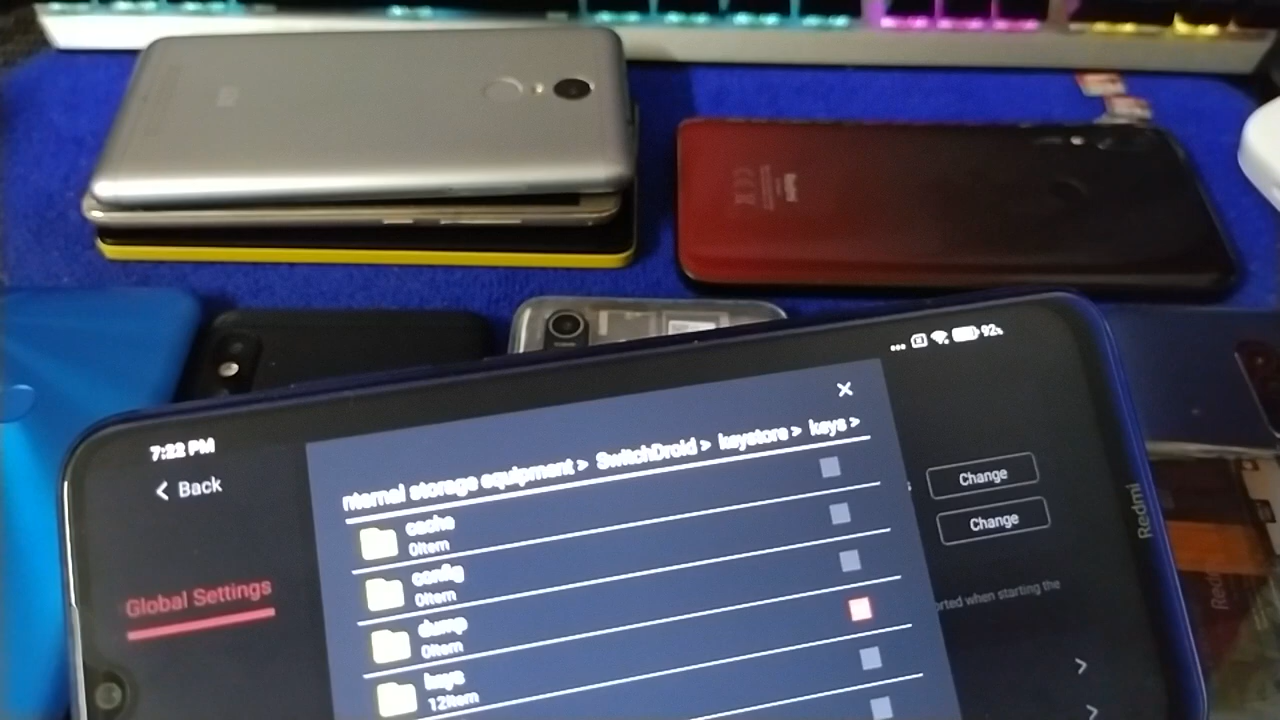 Redmi
7:22 PM
92%
Back
nternal storage equipment > SwitchDroid > keystore > keys >
Change
cache
0Item
Change
config
0Item
Global Settings
orted when starting the
dump
0Item
keys
12Item
Redmi